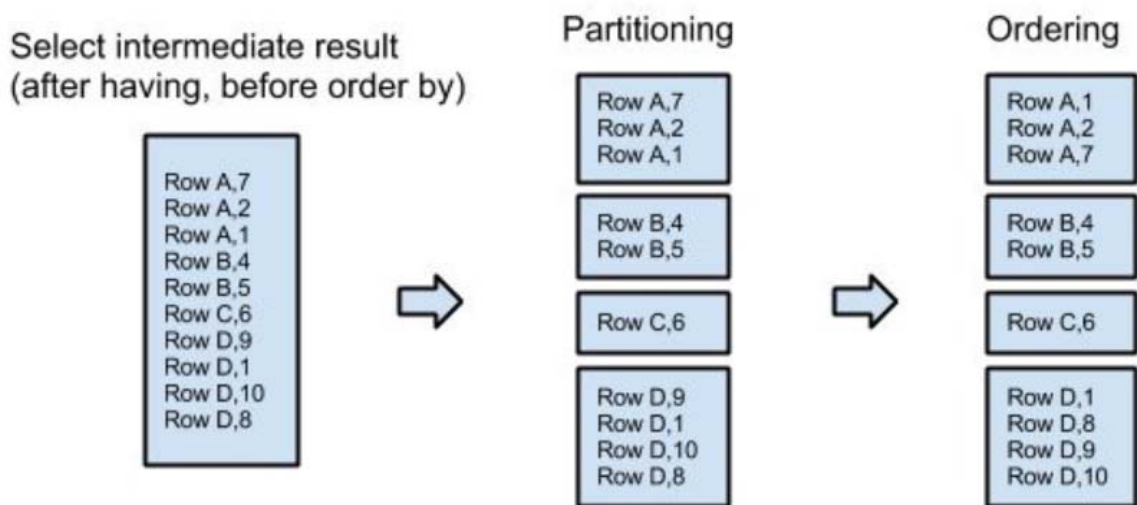 Select intermediate result
(after having, before order by)
Row A,7
Row A,2
Row A,1
Row B,4
Row B,5
Row C,6
Row D,9
Row D,1
Row D,10
Row D,8
Partitioning
Row A,7
Row A,2
Row A,1
Row B,4
Row B,5
Row C,6
Row D,9
Row D,1
Row D,10
Row D,8
Ordering
Row A,1
Row A,2
Row A,7
Row B,4
Row B,5
Row C,6
Row D,1
Row D,8
Row D,9
Row D,10